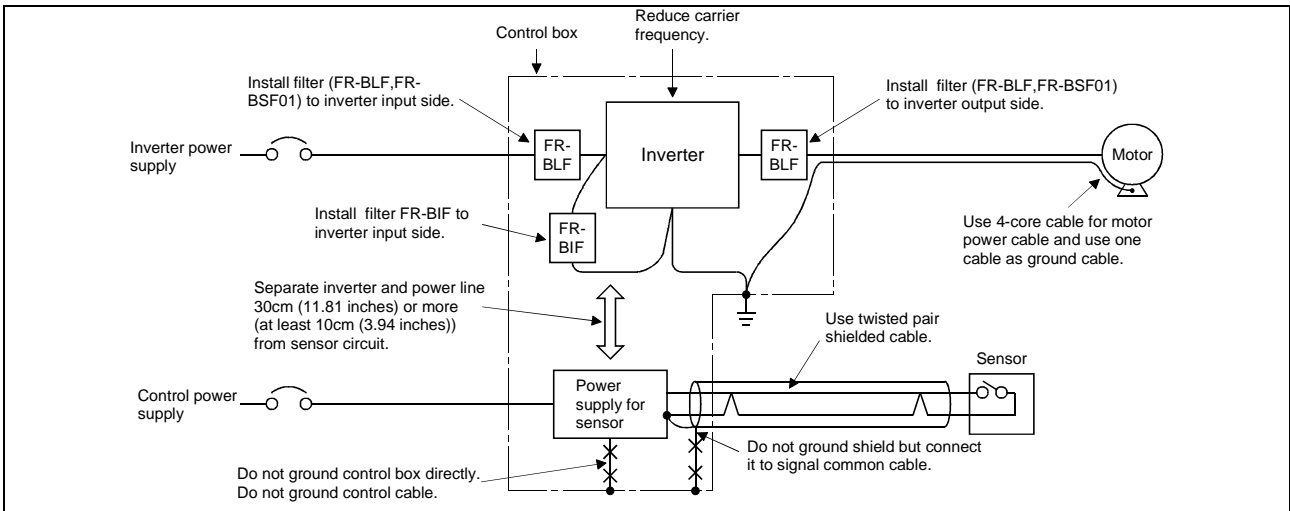 Control box
Reduce carrier
frequency.
Install filter (FR-BLF,FR-
BSF01) to inverter input side.
Install  filter (FR-BLF,FR-BSF01)
to inverter output side.
Inverter power
supply
FR-
BLF
Inverter
FR-
BLF
Motor
Install filter FR-BIF to
inverter input side.
FR-
BIF
Use 4-core cable for motor
power cable and use one
cable as ground cable.
Separate inverter and power line
30cm (11.81 inches) or more
(at least 10cm (3.94 inches))
from sensor circuit.
Use twisted pair
shielded cable.
Sensor
Control power
supply
Power
supply for
sensor
Do not ground shield but connect
it to signal common cable.
Do not ground control box directly.
Do not ground control cable.